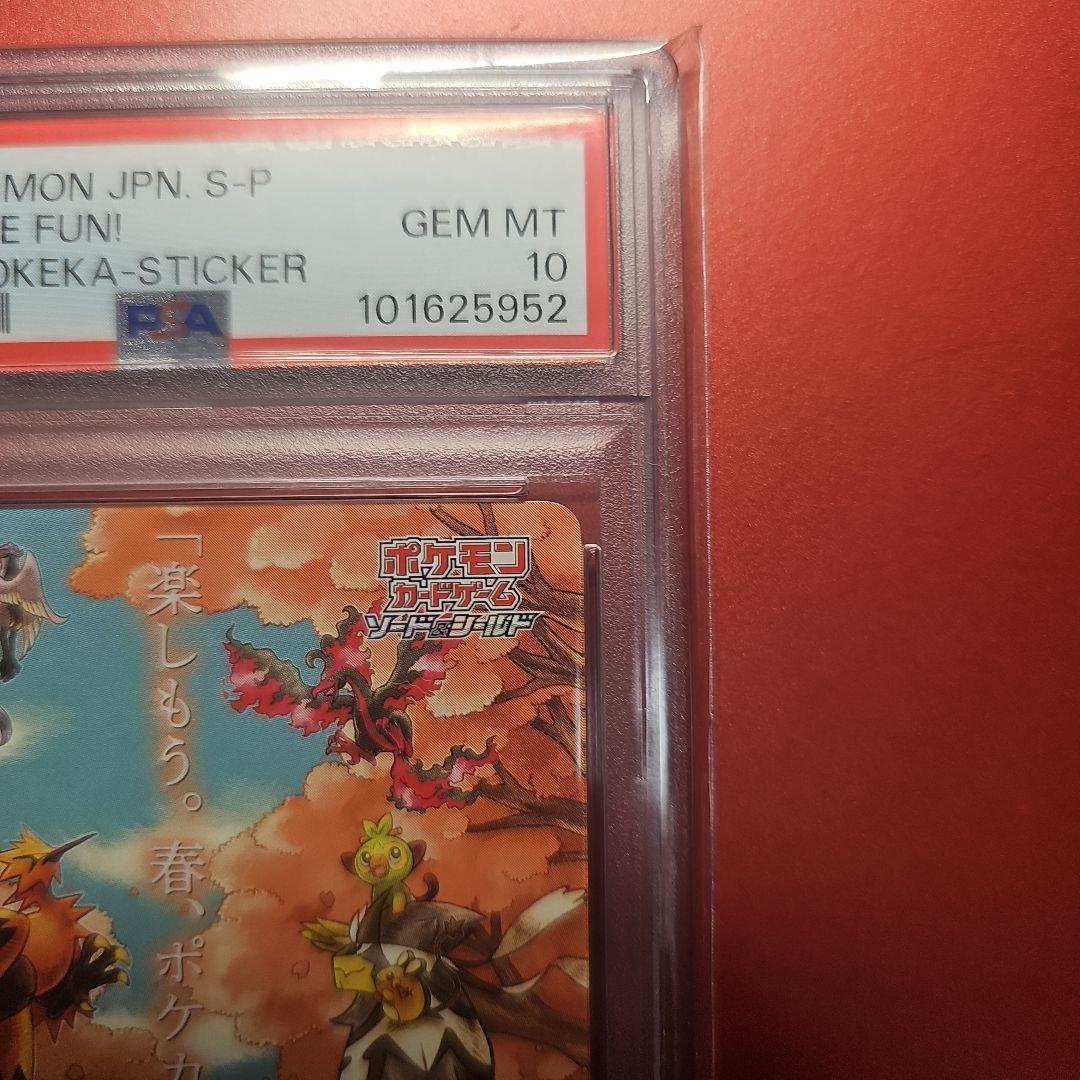 MON JPN. S-P
E FUN!
GEM MT
OKEKA-STICKER
10
PSA
101625952
ポケモン
カードゲーム
ソード&シールド
「楽しもう。春、ポケカ